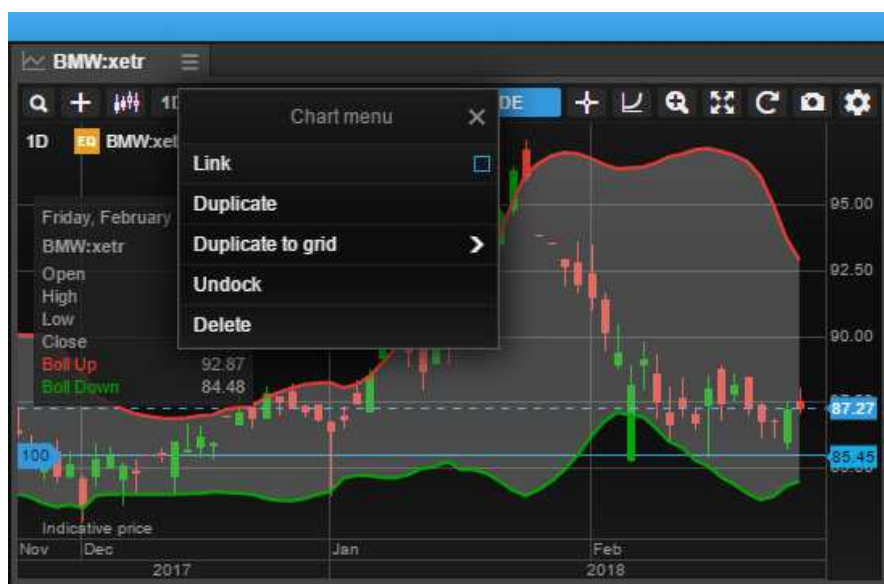 BMW:xetr
1D
DE
Chart menu
1D EQ BMW:xet
Link
Duplicate
Duplicate to grid
Undock
Delete
Friday, February
BMW:xetr
Open
High
Low
Close
Boll Up 92.87
Boll Down 84.48
95.00
92.50
90.00
87.27
85.45
100
Indicative price
Nov Dec Jan Feb
2017 2018